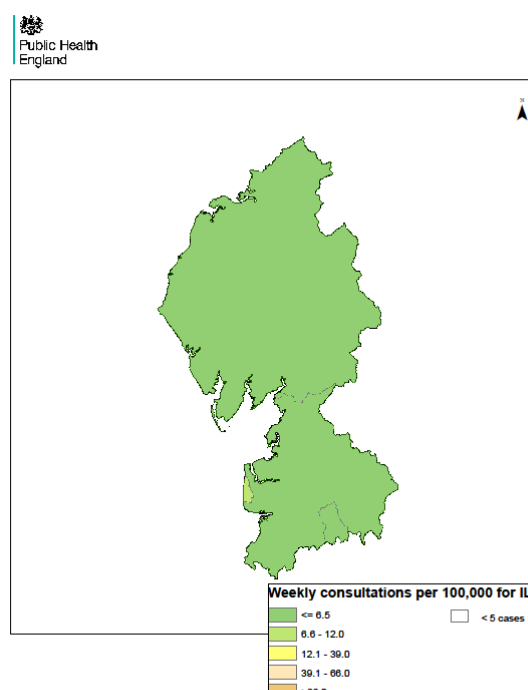 Public Health
England
N
Weekly consultations per 100,000 for IL
<= 6.5
< 5 cases
6.6 - 12.0
12.1 - 39.0
39.1 - 66.0